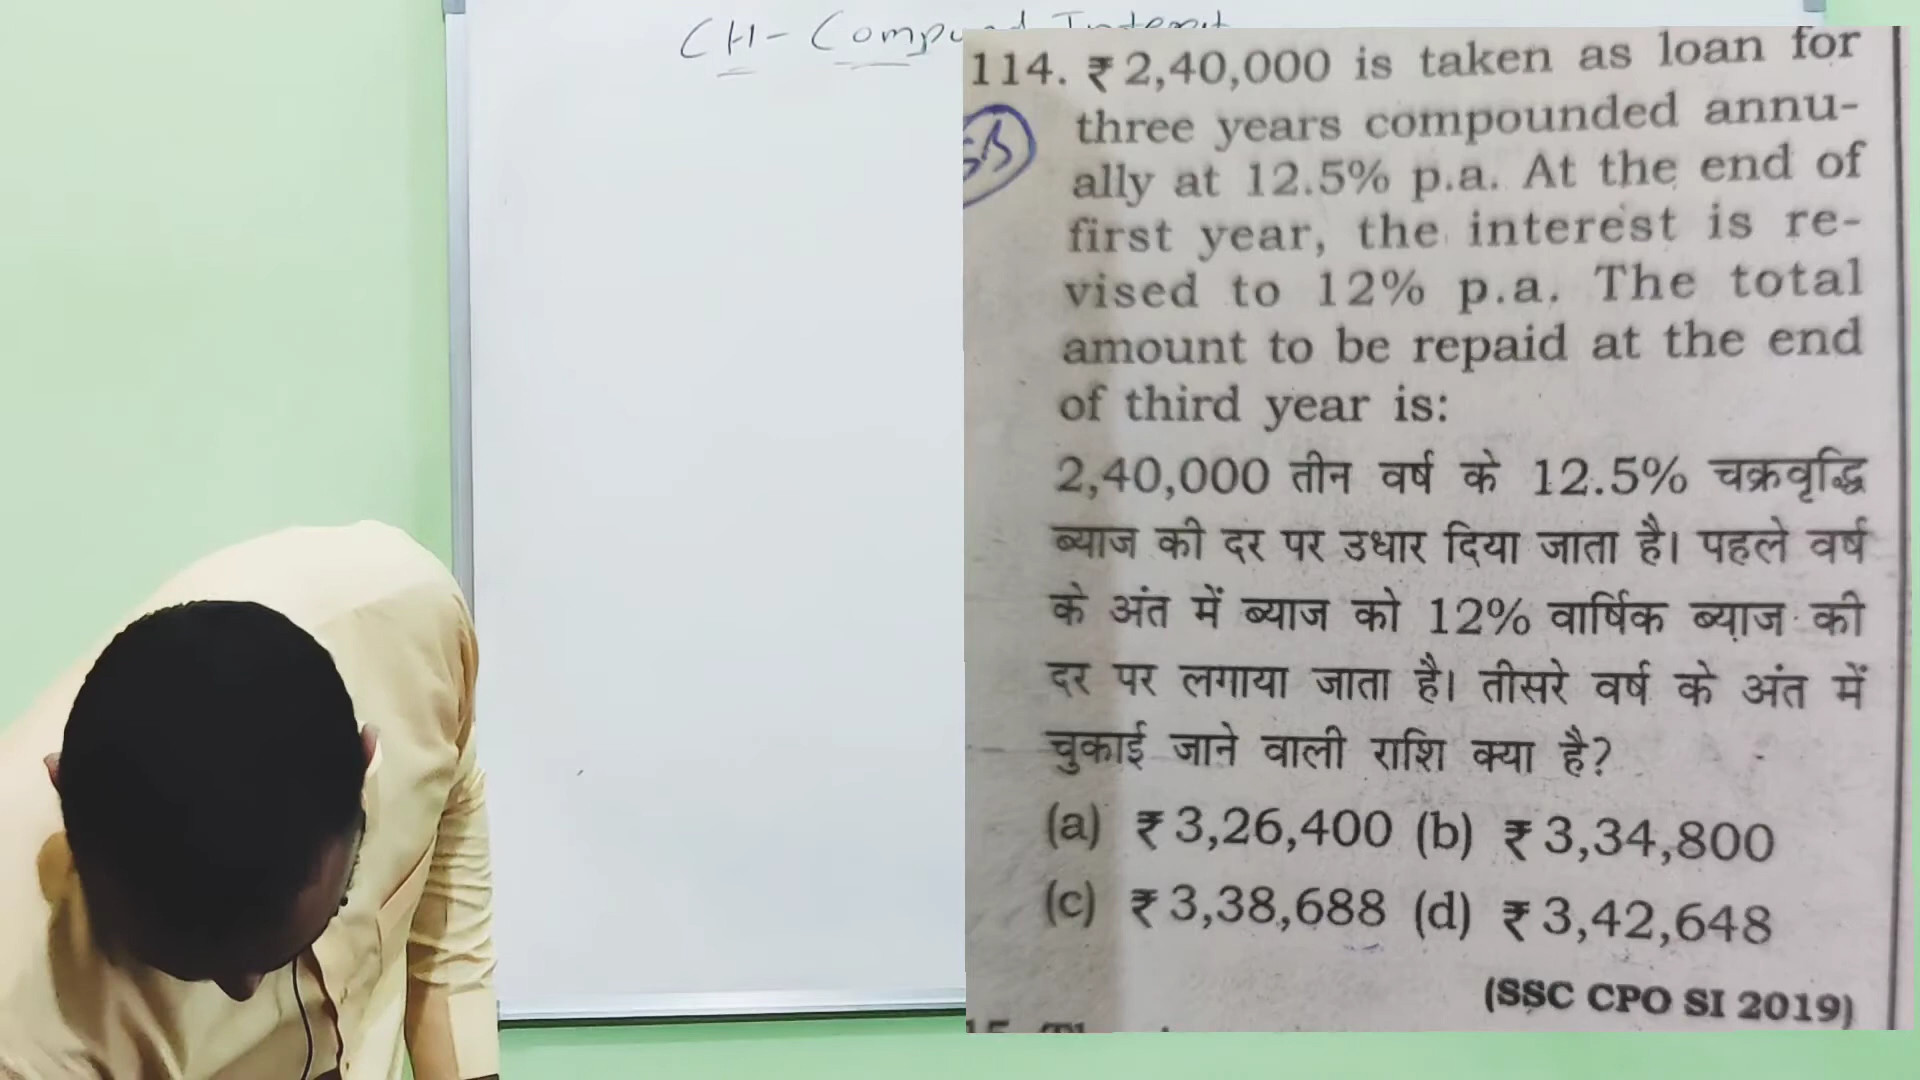 CH - Compound Interest
114. ₹ 2,40,000 is taken as loan for
three years compounded annu-
ally at 12.5% p.a. At the end of
first year, the interest is re-
vised to 12% p.a. The total
amount to be repaid at the end
of third year is:
2,40,000 तीन वर्ष के 12.5% चक्रवृद्धि
ब्याज की दर पर उधार दिया जाता है। पहले वर्ष
के अंत में ब्याज को 12% वार्षिक ब्याज की
दर पर लगाया जाता है। तीसरे वर्ष के अंत में
चुकाई जाने वाली राशि क्या है?
(a) ₹ 3,26,400 (b) ₹ 3,34,800
(c) ₹ 3,38,688 (d) ₹ 3,42,648
(SSC CPO SI 2019)